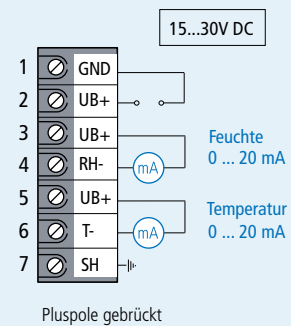 15...30V DC
1 GND
2 UB+
3 UB+
4 RH- mA
Feuchte
0 ... 20 mA
5 UB+
6 T- mA
Temperatur
0 ... 20 mA
7 SH
Pluspole gebrückt